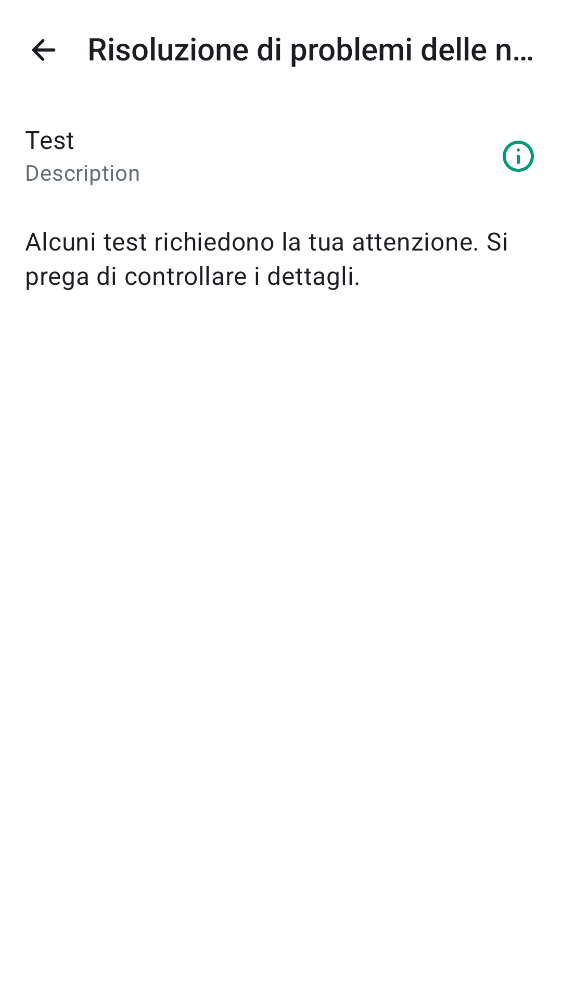 Risoluzione di problemi delle n...
Test
Description
Alcuni test richiedono la tua attenzione. Si
prega di controllare i dettagli.